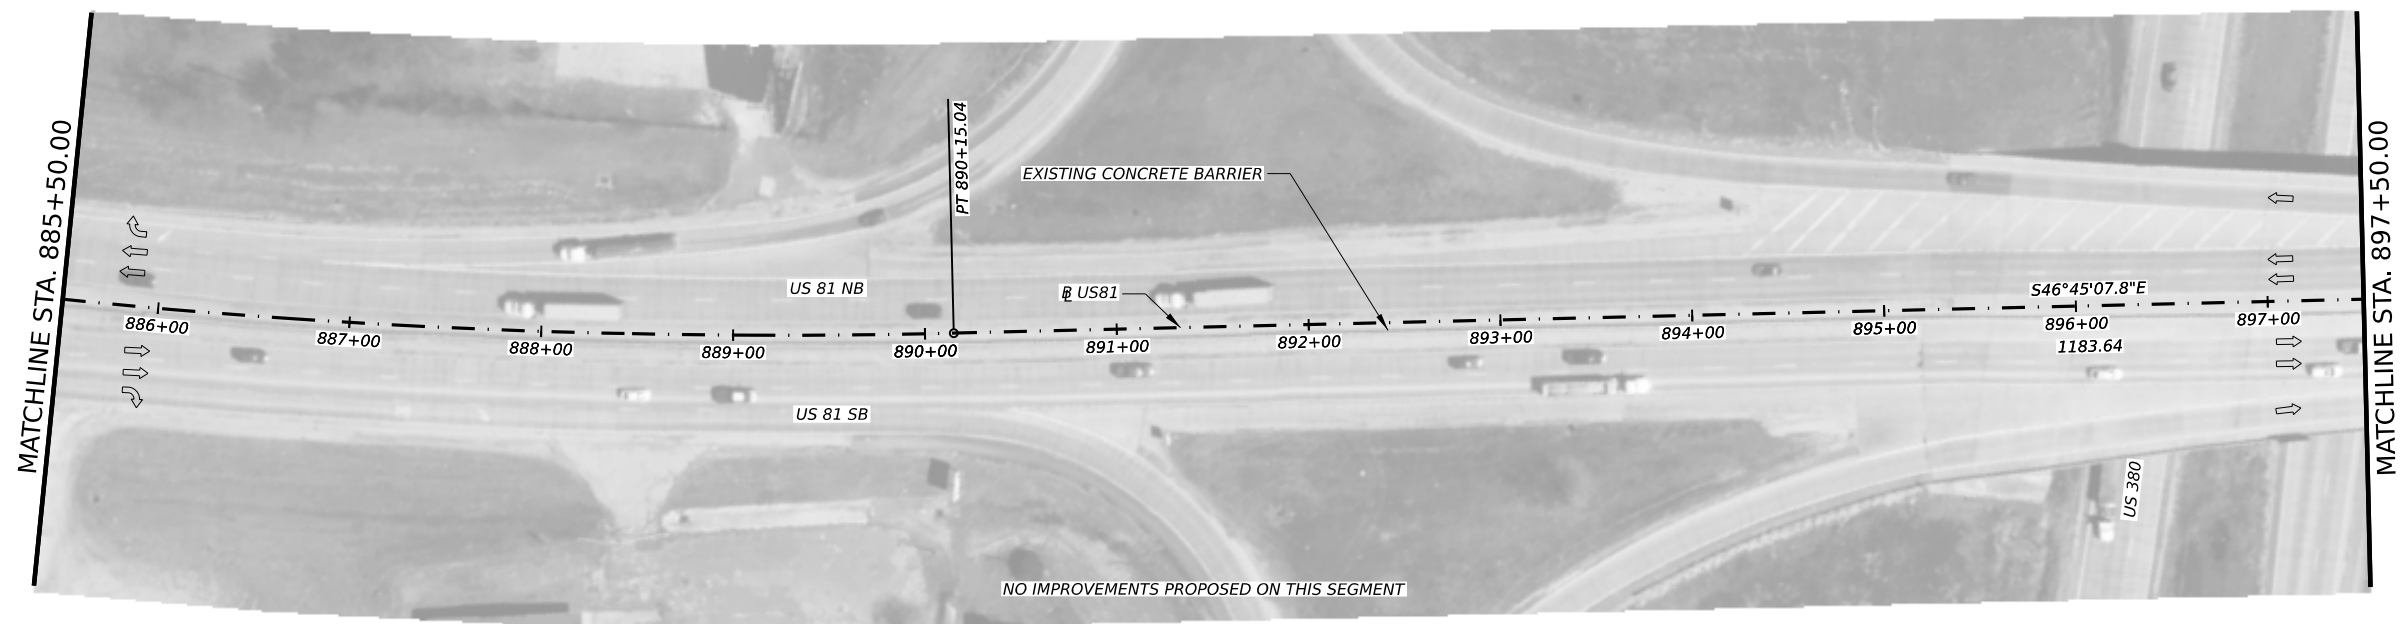 MATCHLINE STA. 885+50.00
PT 890+15.04
EXISTING CONCRETE BARRIER
US 81 NB
US81
S46°45'07.8"E
886+00
887+00
888+00
889+00
890+00
891+00
892+00
893+00
894+00
895+00
896+00
897+00
1183.64
US 81 SB
US 380
NO IMPROVEMENTS PROPOSED ON THIS SEGMENT
MATCHLINE STA. 897+50.00